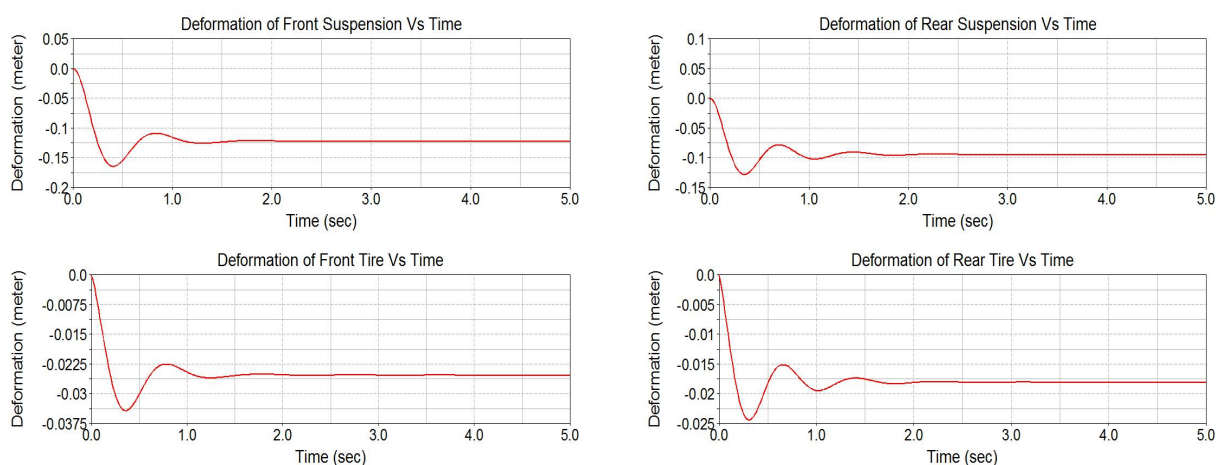 Deformation of Front Suspension Vs Time
Deformation (meter)
0.05
0.0
-0.05
-0.1
-0.15
-0.2
0.0 1.0 2.0 3.0 4.0 5.0
Time (sec)
Deformation of Rear Suspension Vs Time
Deformation (meter)
0.1
0.05
0.0
-0.05
-0.1
-0.15
0.0 1.0 2.0 3.0 4.0 5.0
Time (sec)
Deformation of Front Tire Vs Time
Deformation (meter)
0.0
-0.0075
-0.015
-0.0225
-0.03
-0.0375
0.0 1.0 2.0 3.0 4.0 5.0
Time (sec)
Deformation of Rear Tire Vs Time
Deformation (meter)
0.0
-0.005
-0.01
-0.015
-0.02
-0.025
0.0 1.0 2.0 3.0 4.0 5.0
Time (sec)